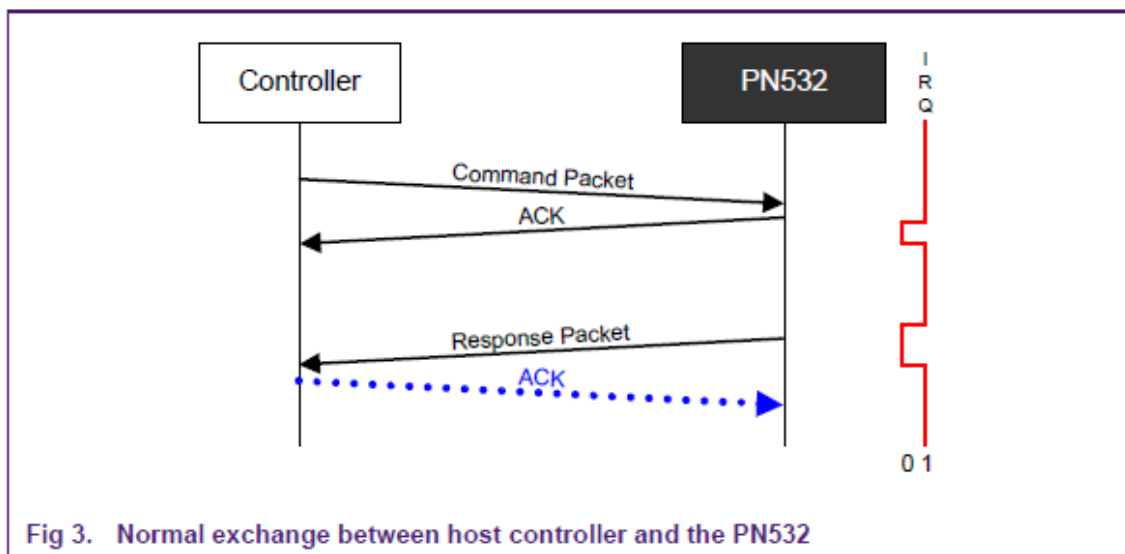 Controller
PN532
I
R
Q
Command Packet
ACK
Response Packet
ACK
0 1
Fig 3. Normal exchange between host controller and the PN532